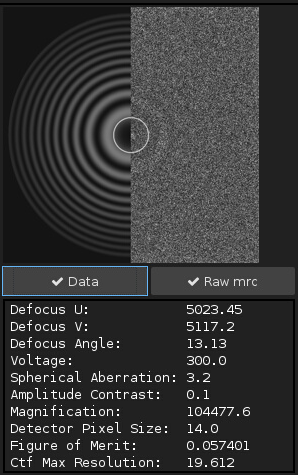 ✔ Data ✔ Raw mrc
Defocus U: 5023.45
Defocus V: 5117.2
Defocus Angle: 13.13
Voltage: 300.0
Spherical Aberration: 3.2
Amplitude Contrast: 0.1
Magnification: 104477.6
Detector Pixel Size: 14.0
Figure of Merit: 0.057401
Ctf Max Resolution: 19.612